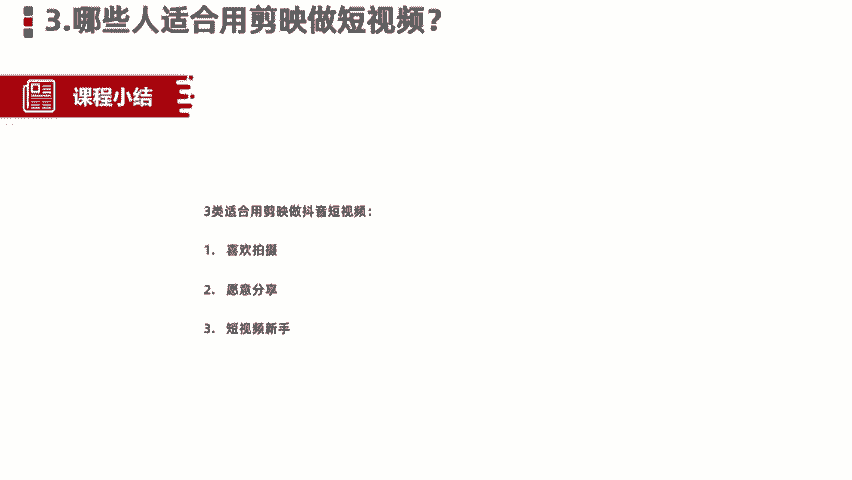 3.哪些人适合用剪映做短视频？
课程小结
3类适合用剪映做抖音短视频：
1. 喜欢拍摄
2. 愿意分享
3. 短视频新手